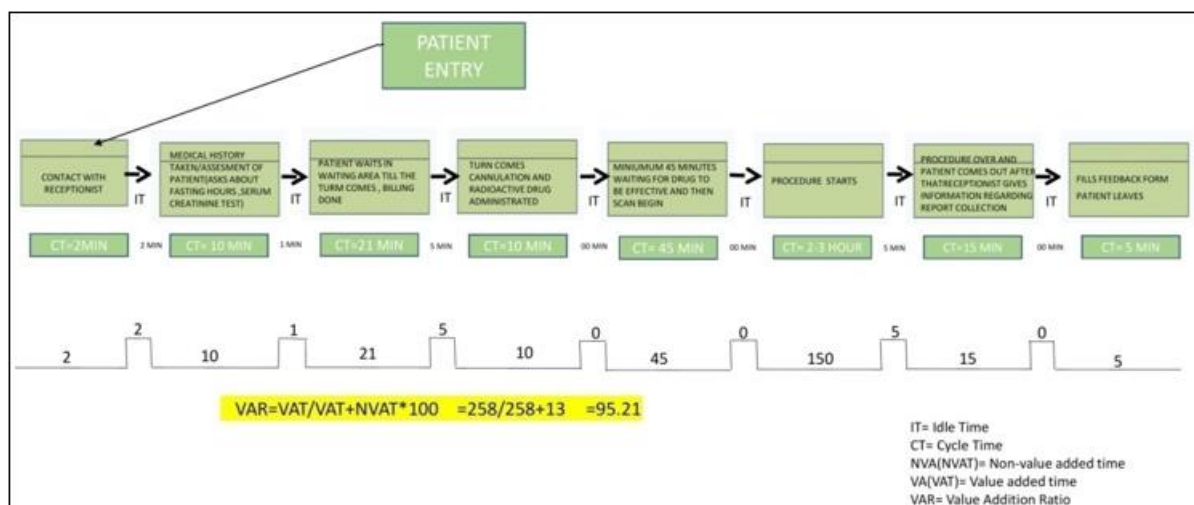 PATIENT
ENTRY
CONTACT WITH
RECEPTIONIST
IT
MEDICAL HISTORY
TAKEN/ASSESMENT OF
PATIENT(ASKS ABOUT
FASTING HOURS ,SERUM
CREATININE TEST)
IT
PATIENT WAITS IN
WAITING AREA TILL THE
TURM COMES , BILLING
DONE
IT
TURN COMES
CANNULATION AND
RADIOACTIVE DRUG
ADMINISTRATED
IT
MINIUMUM 45 MINUTES
WAITING FOR DRUG TO
BE EFFECTIVE AND THEN
SCAN BEGIN
IT
PROCEDURE STARTS
IT
PROCEDURE OVER AND
PATIENT COMES OUT AFTER
THATRECEPTIONIST GIVES
INFORMATION REGARDING
REPORT COLLECTION
IT
FILLS FEEDBACK FORM
PATIENT LEAVES
CT=2MIN 2 MIN CT= 10 MIN 1 MIN CT=21 MIN 5 MIN CT=10 MIN 00 MIN CT= 45 MIN 00 MIN CT= 2-3 HOUR 5 MIN CT=15 MIN 00 MIN CT= 5 MIN
2 1 5 0 0 5 0
2 10 21 10 45 150 15 5
VAR=VAT/VAT+NVAT*100 =258/258+13 =95.21
IT= Idle Time
CT= Cycle Time
NVA(NVAT)= Non-value added time
VA(VAT)= Value added time
VAR= Value Addition Ratio